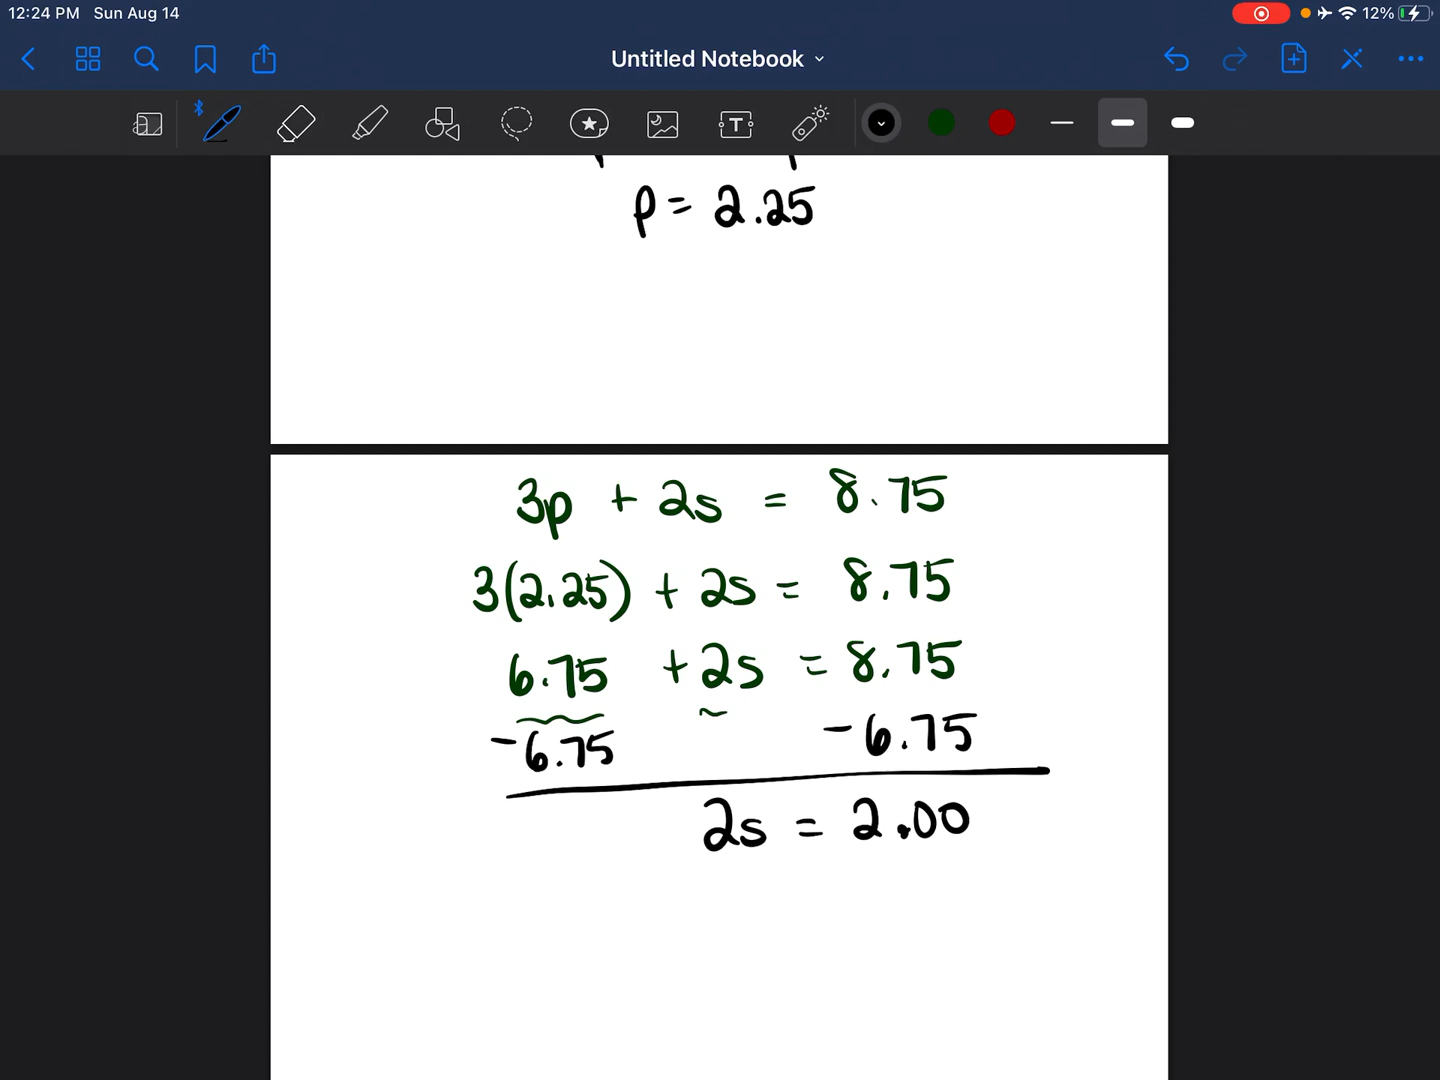 12:24 PM Sun Aug 14
12%
Untitled Notebook
p = 2.25
3p + 2s = 8.75
3(2.25) + 2s = 8.75
6.75 + 2s = 8.75
-6.75 -6.75
2s = 2.00